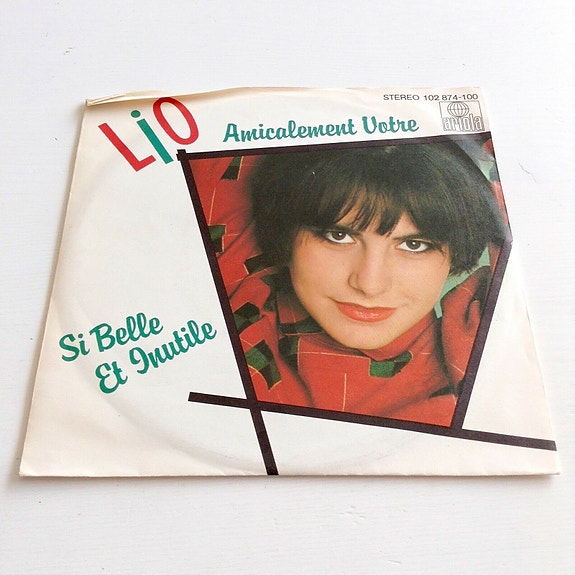 STEREO 102 874-100
LiO
Amicalement Votre
ariola
Si Belle
Et Inutile